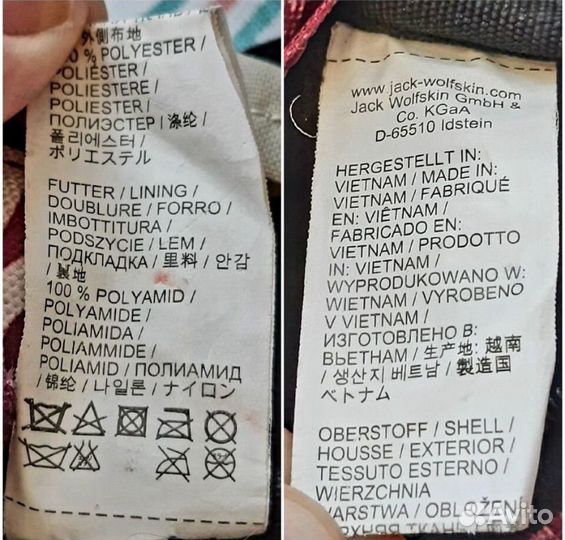 外側布地
100 % POLYESTER /
POLIESTER /
POLIESTERE /
POLIESTER /
ПОЛИЭСТЕР / 涤纶 /
폴리에스테르 /
ポリエステル
FUTTER / LINING /
DOUBLURE / FORRO /
IMBOTTITURA /
PODSZYCIE / LEM /
ПОДКЛАДКА / 里料 / 안감
/ 裏地
100 % POLYAMID /
POLYAMIDE /
POLIAMIDA /
POLIAMMIDE /
POLIAMID / ПОЛИАМИД
/ 锦纶 / 나일론 / ナイロン
www.jack-wolfskin.com
Jack Wolfskin GmbH &
Co. KGaA
D-65510 Idstein
HERGESTELLT IN:
VIETNAM / MADE IN:
VIETNAM / FABRIQUÉ
EN: VIÊTNAM /
FABRICADO EN:
VIETNAM / PRODOTTO
IN: VIETNAM /
WYPRODUKOWANO W:
WIETNAM / VYROBENO
V VIETNAM /
ИЗГОТОВЛЕНО В:
ВЬЕТНАМ / 生产地: 越南
/ 생산지 베트남 / 製造国
ベトナム
OBERSTOFF / SHELL /
HOUSSE / EXTERIOR /
TESSUTO ESTERNO /
WIERZCHNIA
WARSTWA / OBLOŽENÍ
ВЕРХНЯЯ ТКАНЬ
Avito